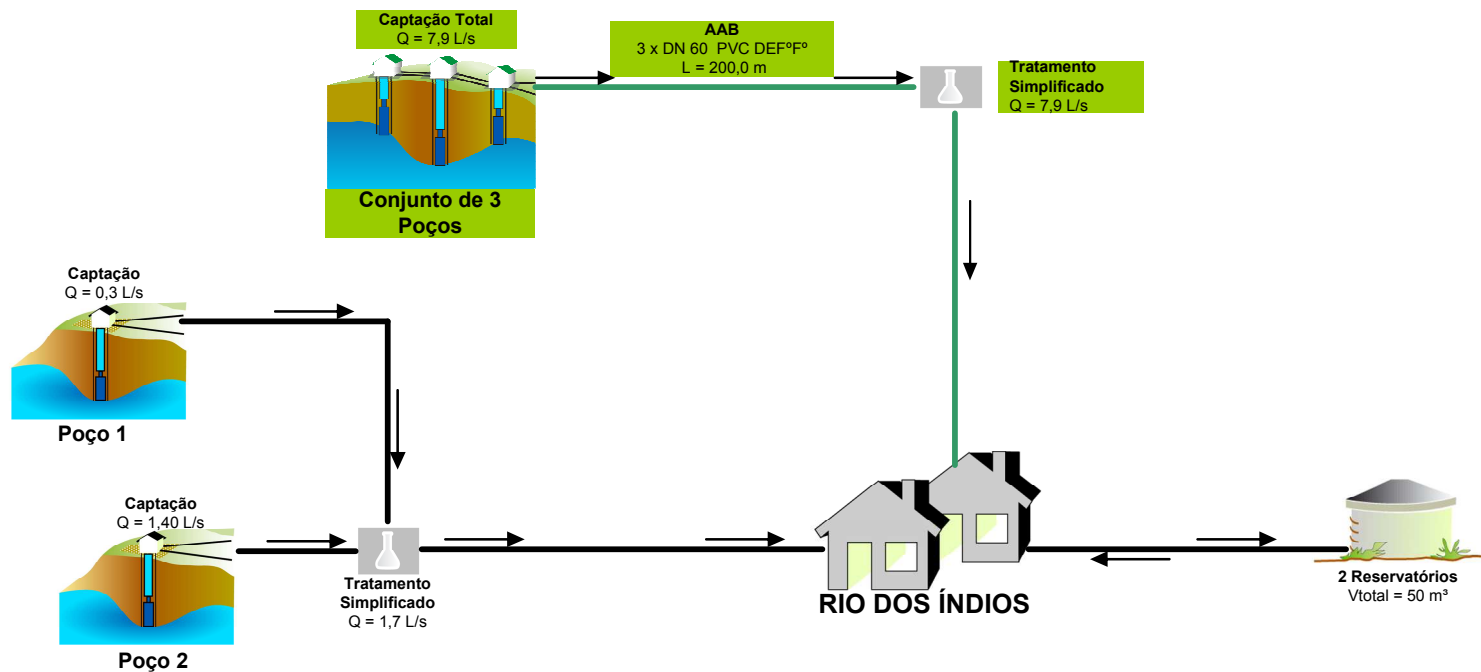 Captação Total
Q = 7,9 L/s
AAB
3 x DN 60 PVC DEFºFº
L = 200,0 m
Tratamento
Simplificado
Q = 7,9 L/s
Conjunto de 3
Poços
Captação
Q = 0,3 L/s
Poço 1
Captação
Q = 1,40 L/s
Poço 2
Tratamento
Simplificado
Q = 1,7 L/s
RIO DOS ÍNDIOS
2 Reservatórios
Vtotal = 50 m³